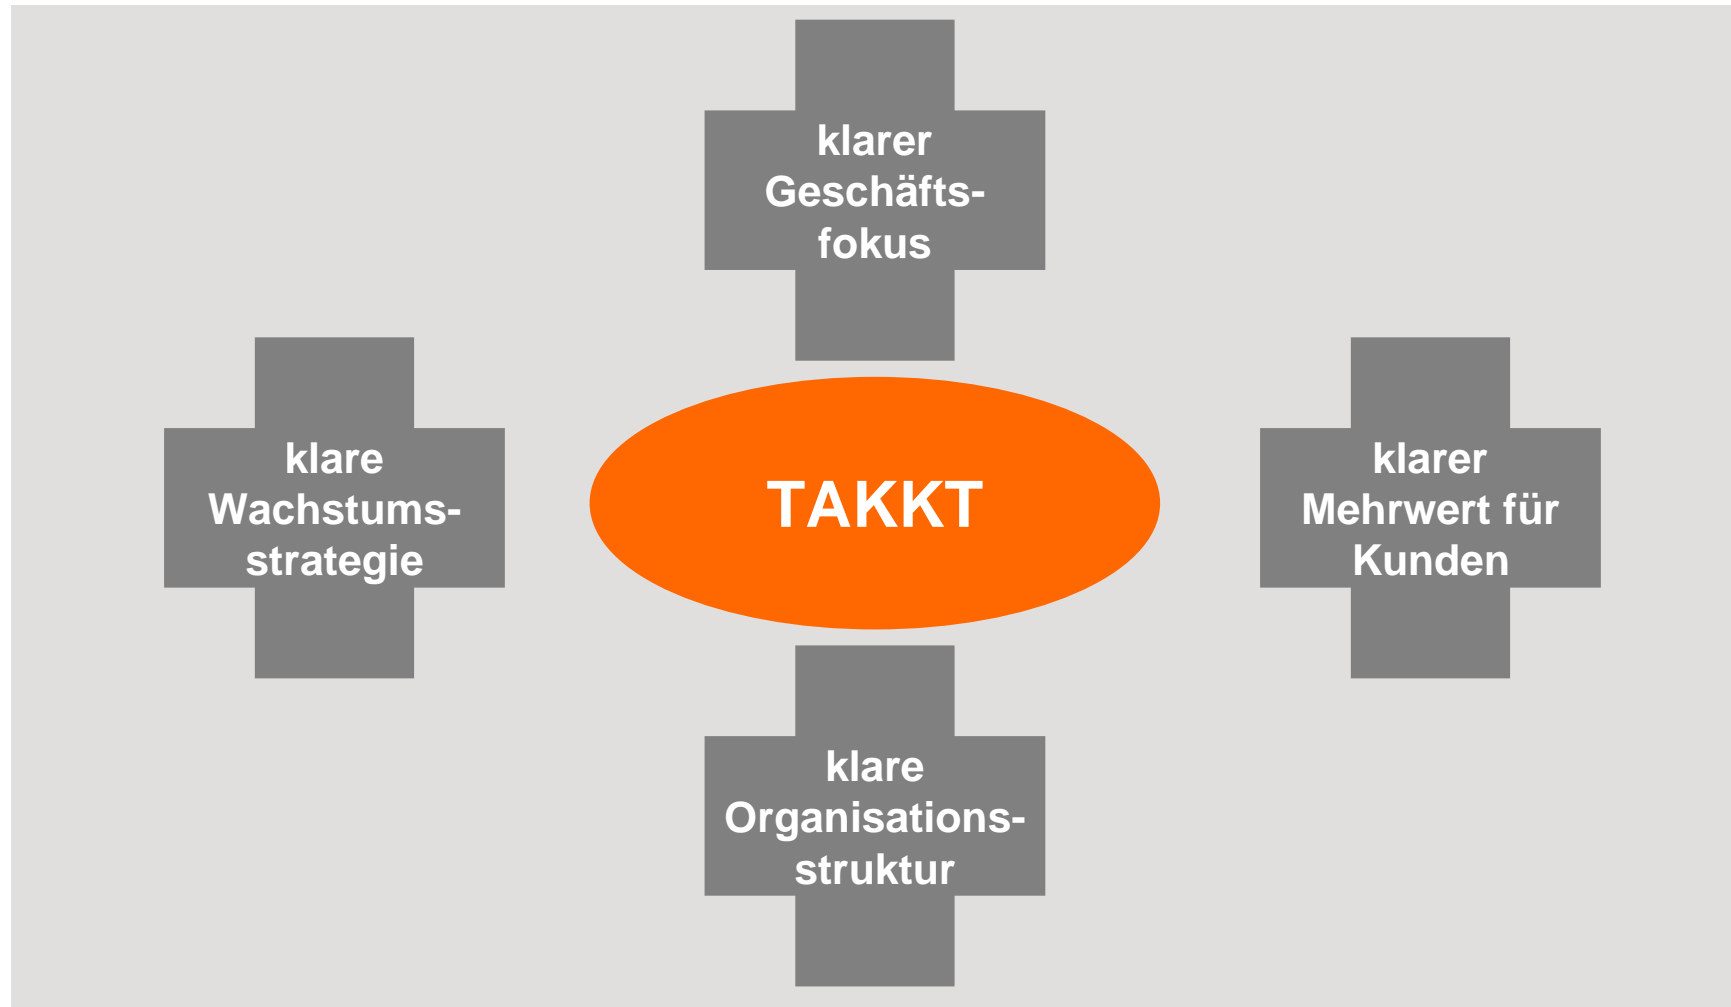 klarer
Geschäfts-
fokus
klare
Wachstums-
strategie
TAKKT
klarer
Mehrwert für
Kunden
klare
Organisations-
struktur